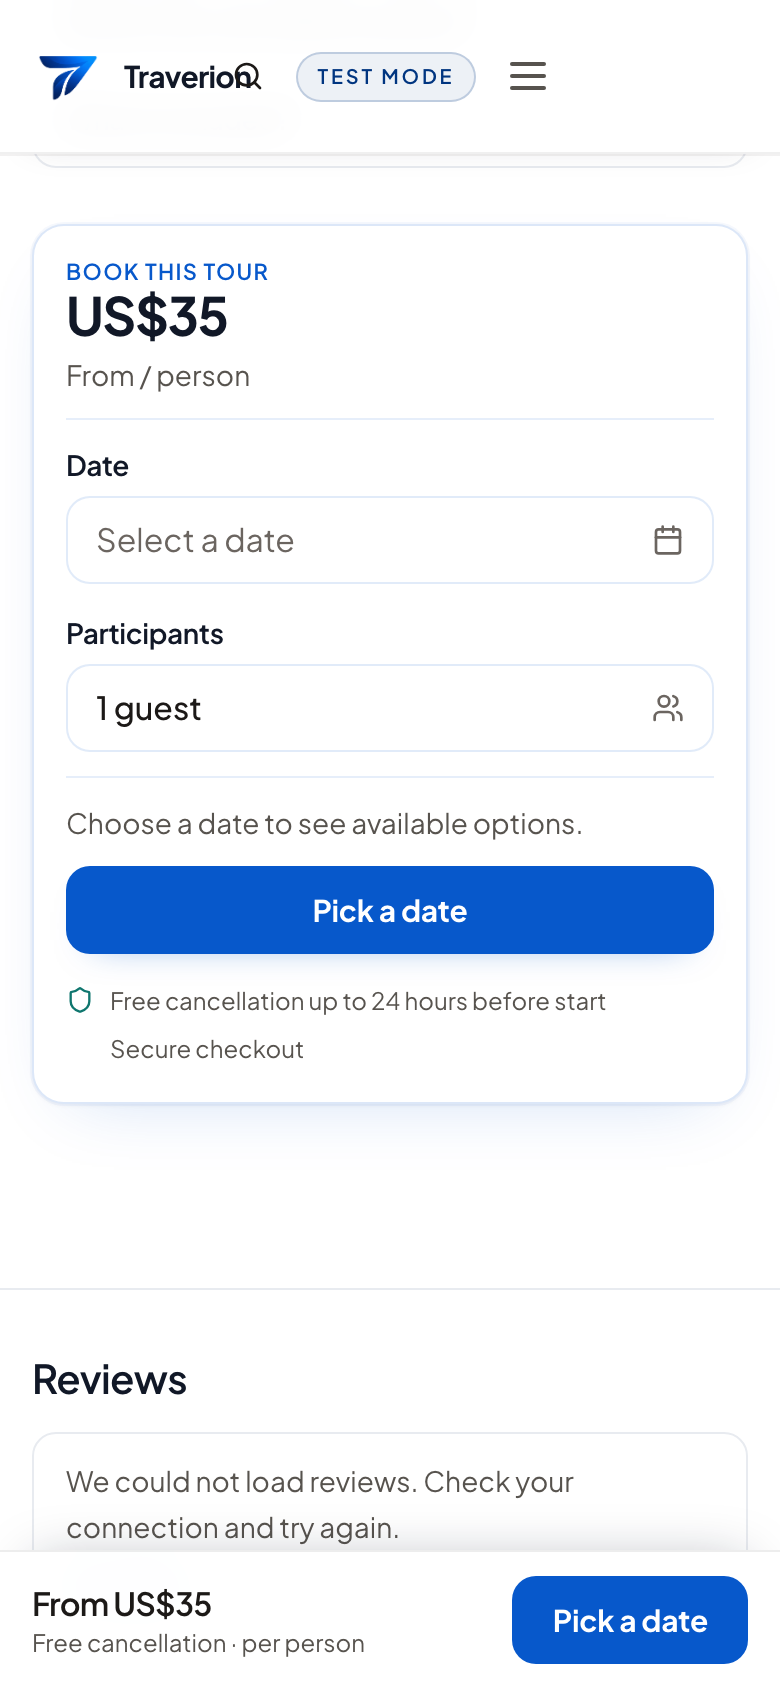 Traverion
TEST MODE
BOOK THIS TOUR
US$35
From / person
Date
Select a date
Participants
1 guest
Choose a date to see available options.
Pick a date
Free cancellation up to 24 hours before start
Secure checkout
Reviews
We could not load reviews. Check your
connection and try again.
From US$35
Free cancellation · per person
Pick a date